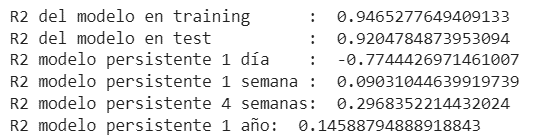 R2 del modelo en training : 0.9465277649409133
R2 del modelo en test : 0.9204784873953094
R2 modelo persistente 1 día : -0.7744426971461007
R2 modelo persistente 1 semana : 0.09031044639919739
R2 modelo persistente 4 semanas: 0.2968352214432024
R2 modelo persistente 1 año: 0.14588794888918843